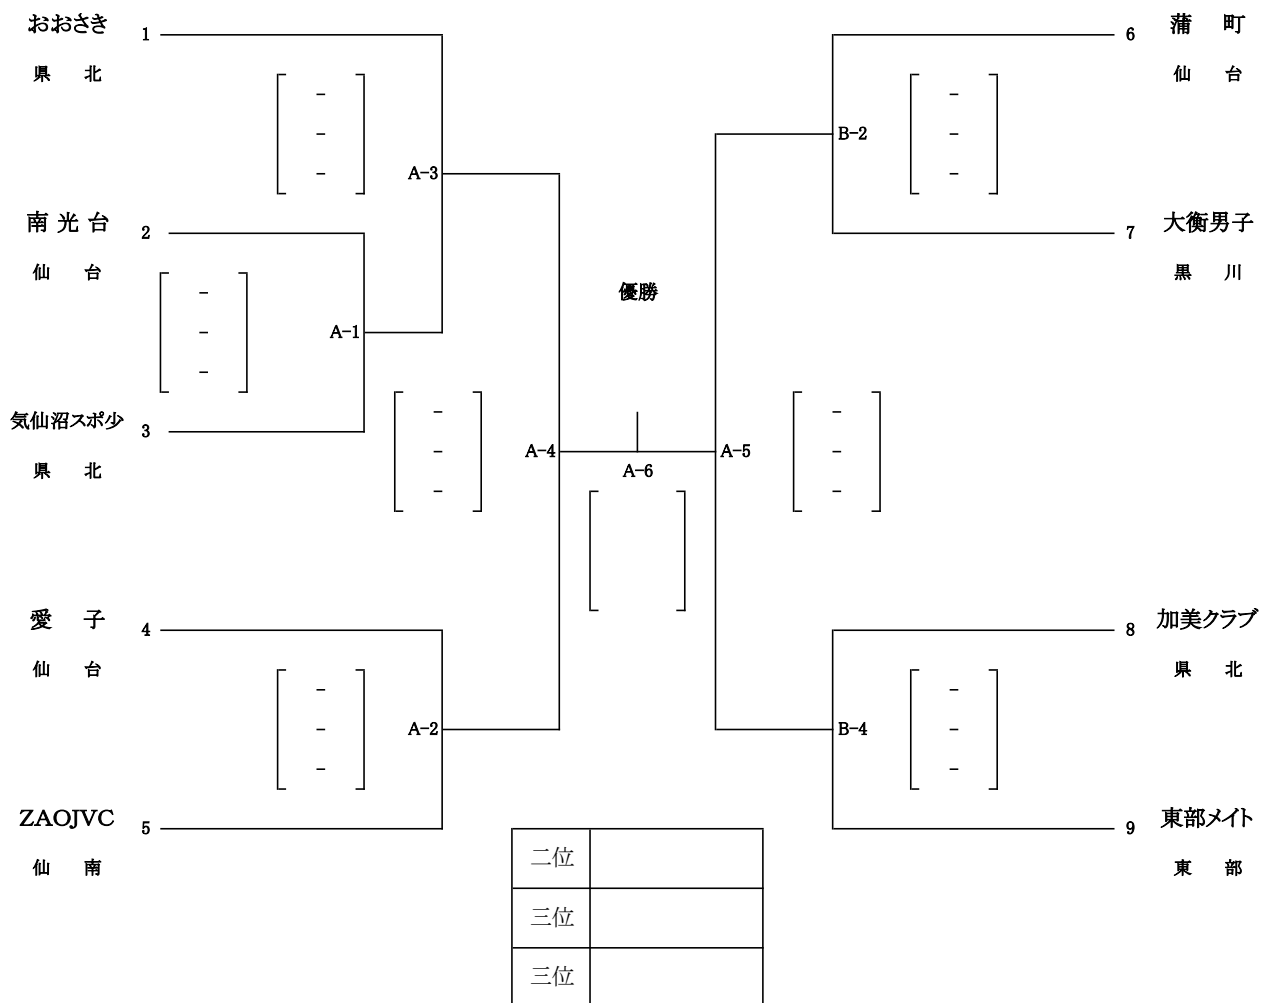 おおさき 1
県 北
-
-
-
A-3
南 光 台 2
仙 台
-
-
-
A-1
気仙沼スポ少 3
県 北
-
-
-
A-4
愛 子 4
仙 台
-
-
-
A-2
ZAOJVC 5
仙 南
優勝
A-6
6 蒲 町
仙 台
B-2
-
-
-
7 大衡男子
黒 川
A-5
-
-
-
8 加美クラブ
県 北
B-4
-
-
-
9 東部メイト
東 部
二位
三位
三位